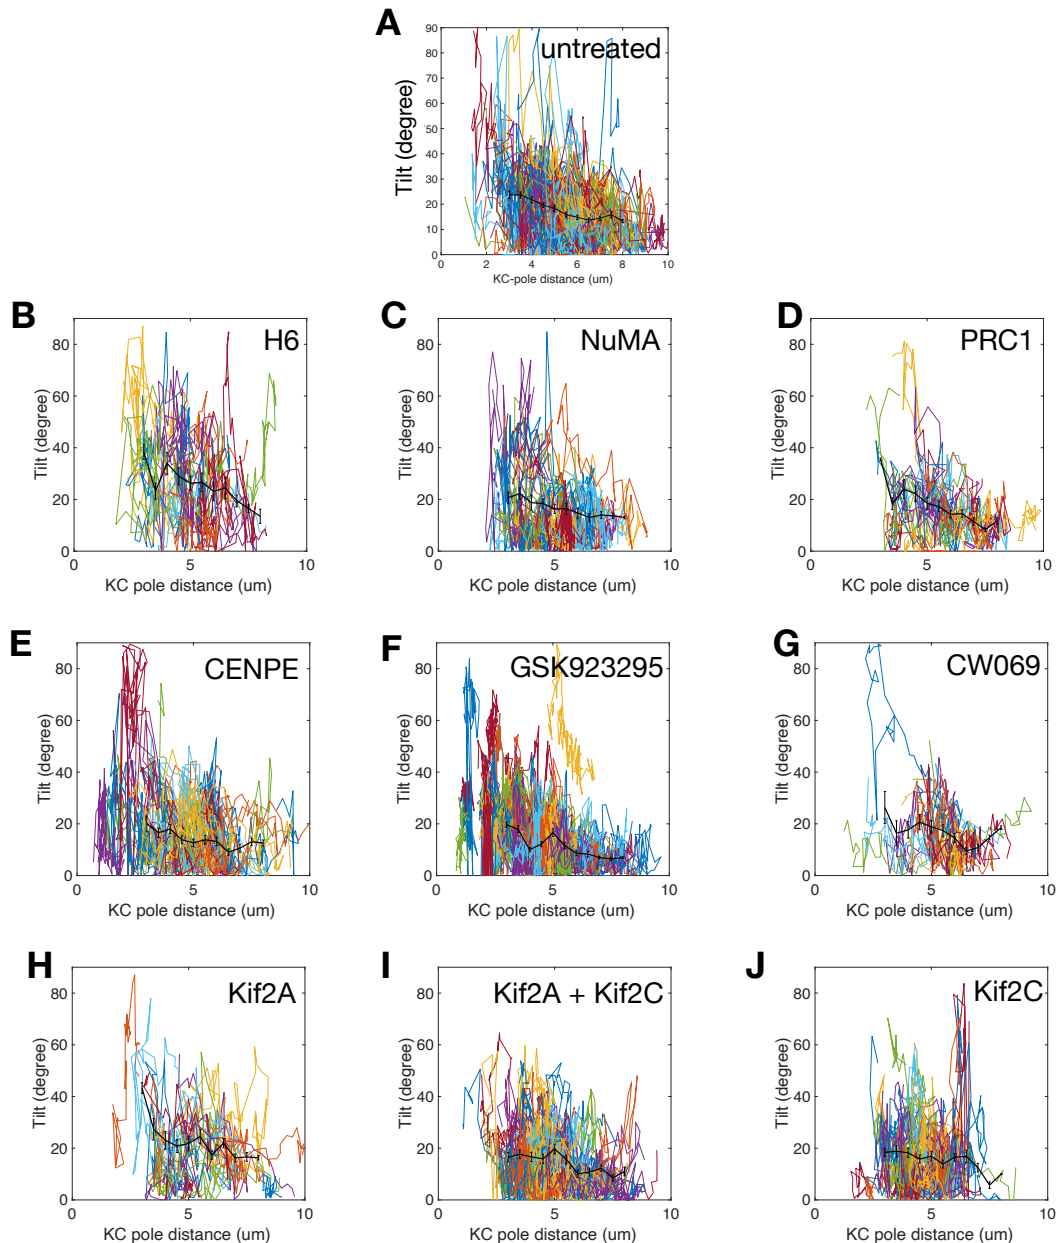 A
untreated
Tilt (degree)
90
80
70
60
50
40
30
20
10
0
0 2 4 6 8 10
KC-pole distance (um)
B
H6
Tilt (degree)
80
60
40
20
0
0 5 10
KC pole distance (um)
C
NuMA
Tilt (degree)
80
60
40
20
0
0 5 10
KC pole distance (um)
D
PRC1
Tilt (degree)
80
60
40
20
0
0 5 10
KC pole distance (um)
E
CENPE
Tilt (degree)
80
60
40
20
0
0 5 10
KC pole distance (um)
F
GSK923295
Tilt (degree)
80
60
40
20
0
0 5 10
KC pole distance (um)
G
CW069
Tilt (degree)
80
60
40
20
0
0 5 10
KC pole distance (um)
H
Kif2A
Tilt (degree)
80
60
40
20
0
0 5 10
KC pole distance (um)
I
Kif2A + Kif2C
Tilt (degree)
80
60
40
20
0
0 5 10
KC pole distance (um)
J
Kif2C
Tilt (degree)
80
60
40
20
0
0 5 10
KC pole distance (um)